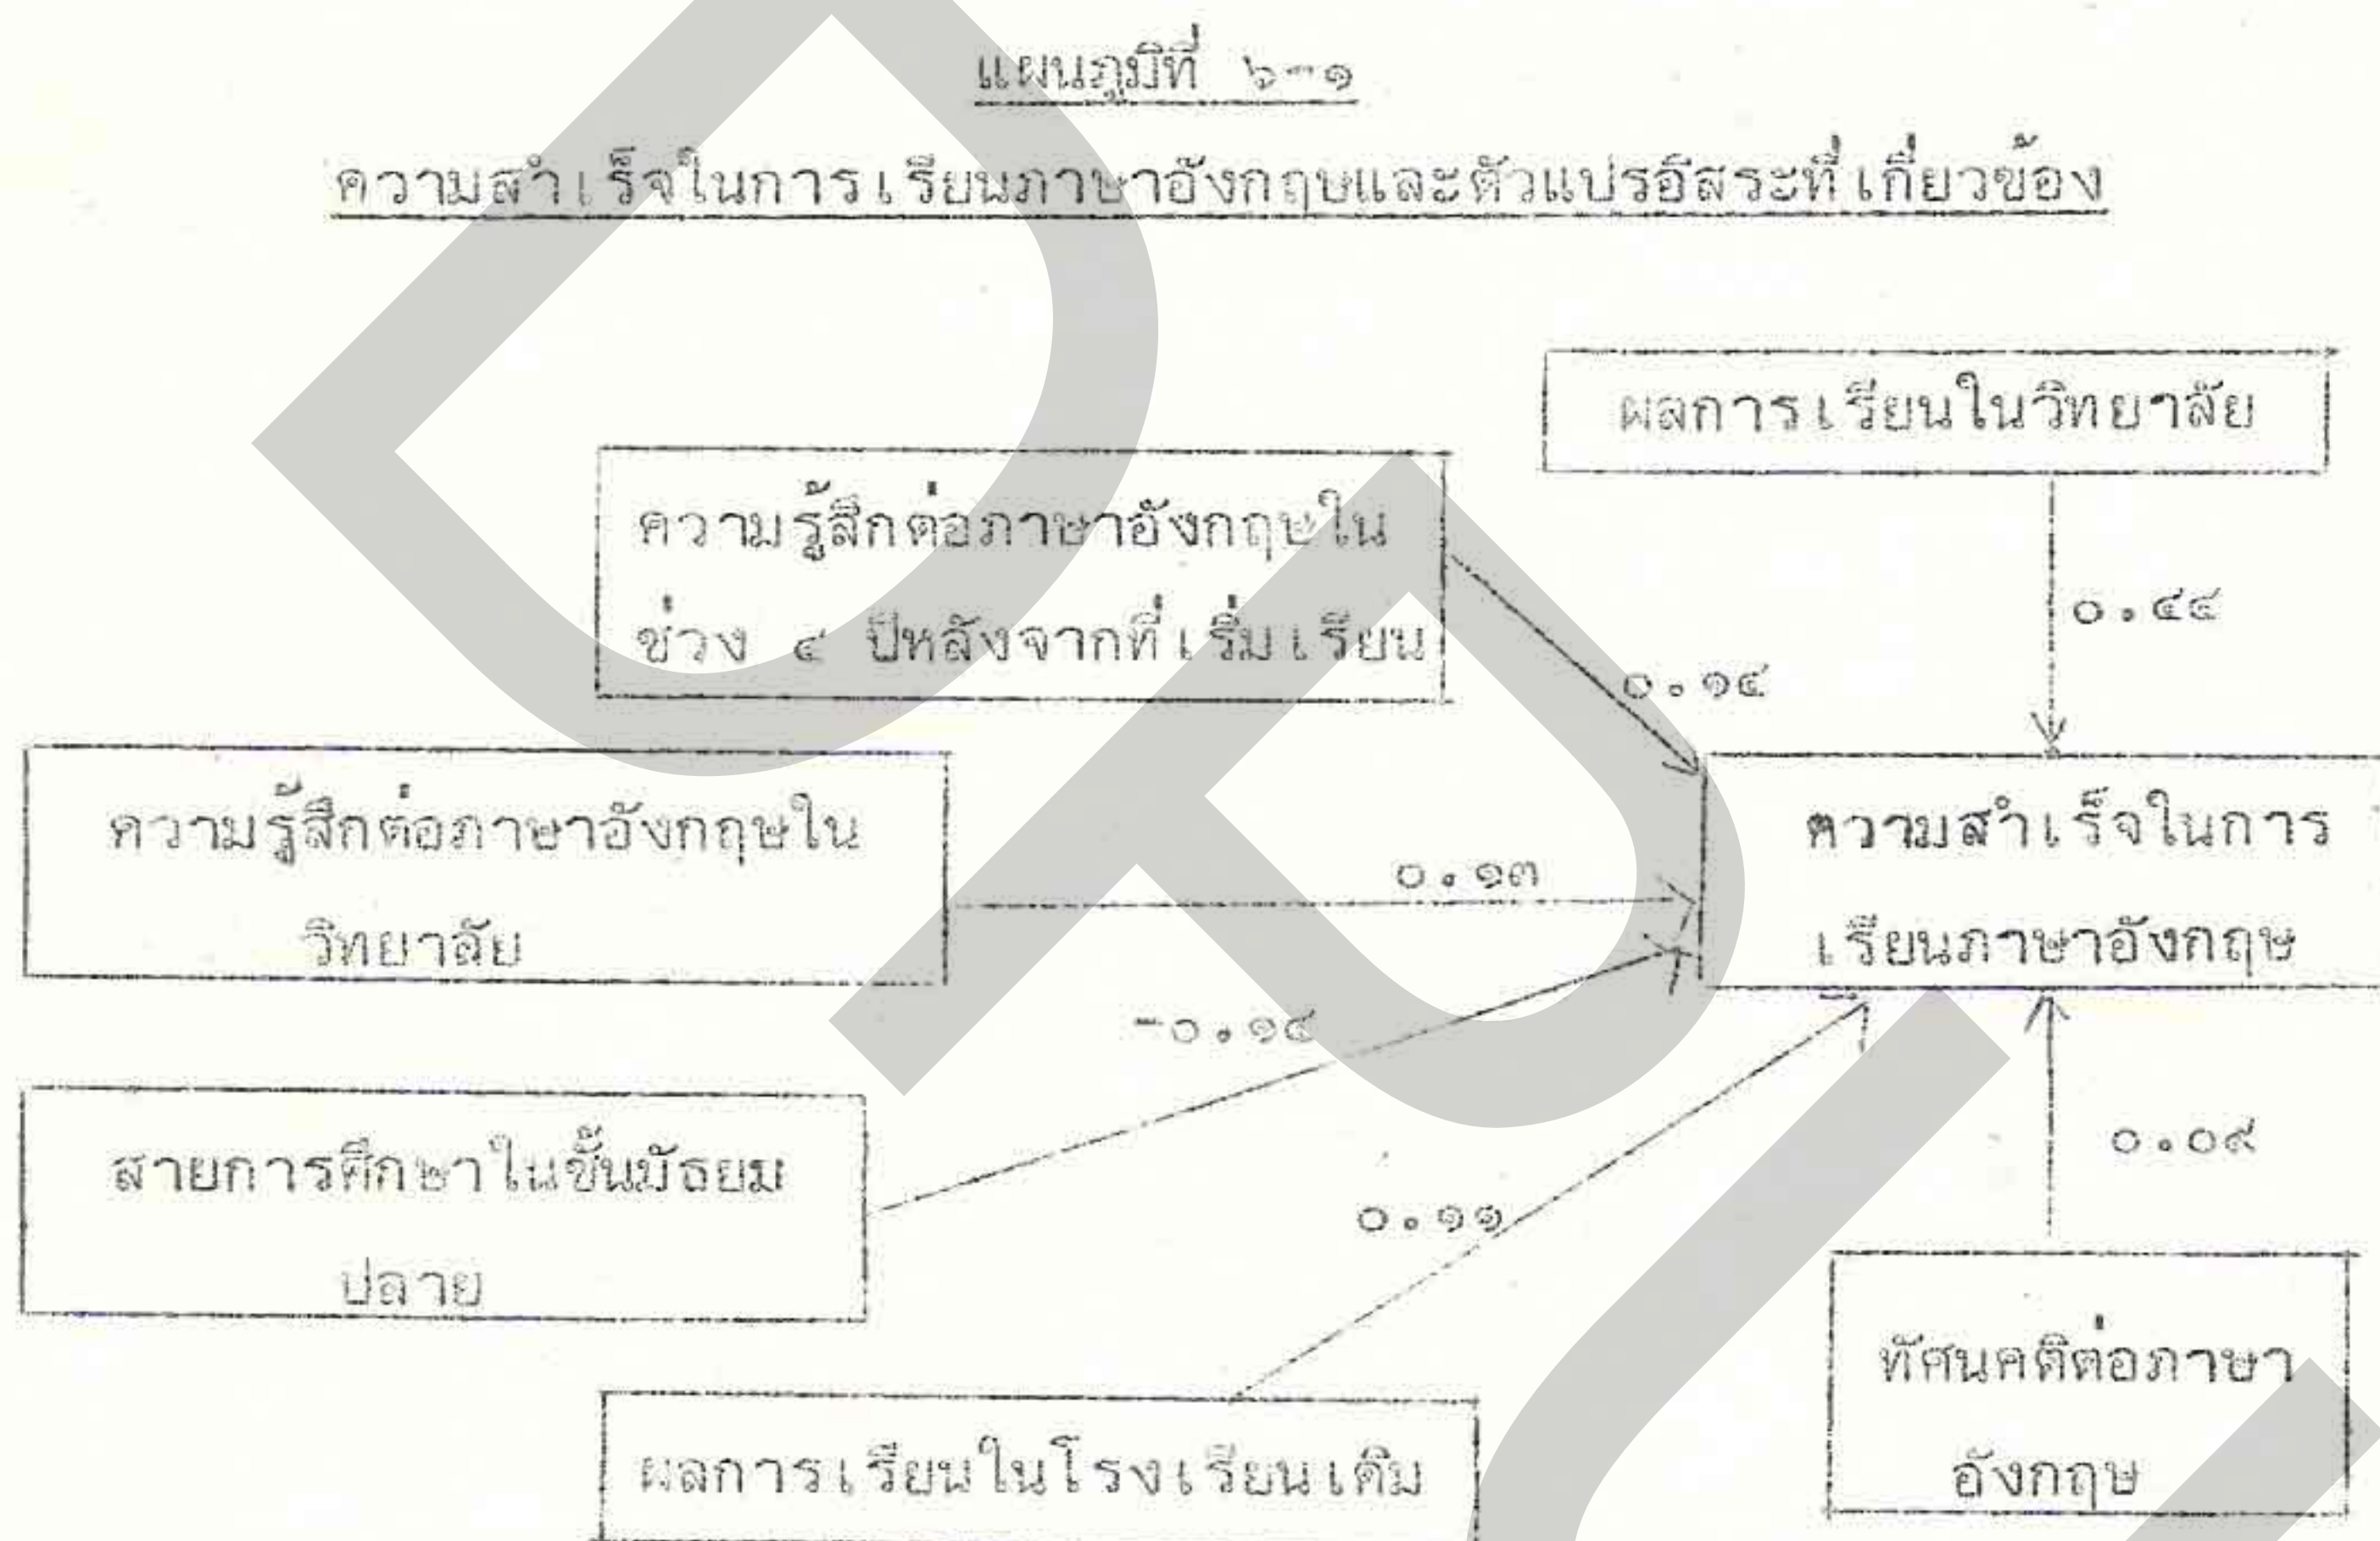 แผนภูมิที่ ๖-๑
ความสำเร็จในการเรียนภาษาอังกฤษและตัวแปรอิสระที่เกี่ยวข้อง
ผลการเรียนในวิทยาลัย
ความรู้สึกต่อภาษาอังกฤษใน
ช่วง ๔ ปีหลังจากที่เริ่มเรียน
๐.๔๔
๐.๑๔
ความรู้สึกต่อภาษาอังกฤษใน
วิทยาลัย
๐.๑๓
ความสำเร็จในการ
เรียนภาษาอังกฤษ
-๐.๑๔
สายการศึกษาในชั้นมัธยม
ปลาย
๐.๑๑
๐.๐๙
ผลการเรียนในโรงเรียนเดิม
ทัศนคติต่อภาษา
อังกฤษ